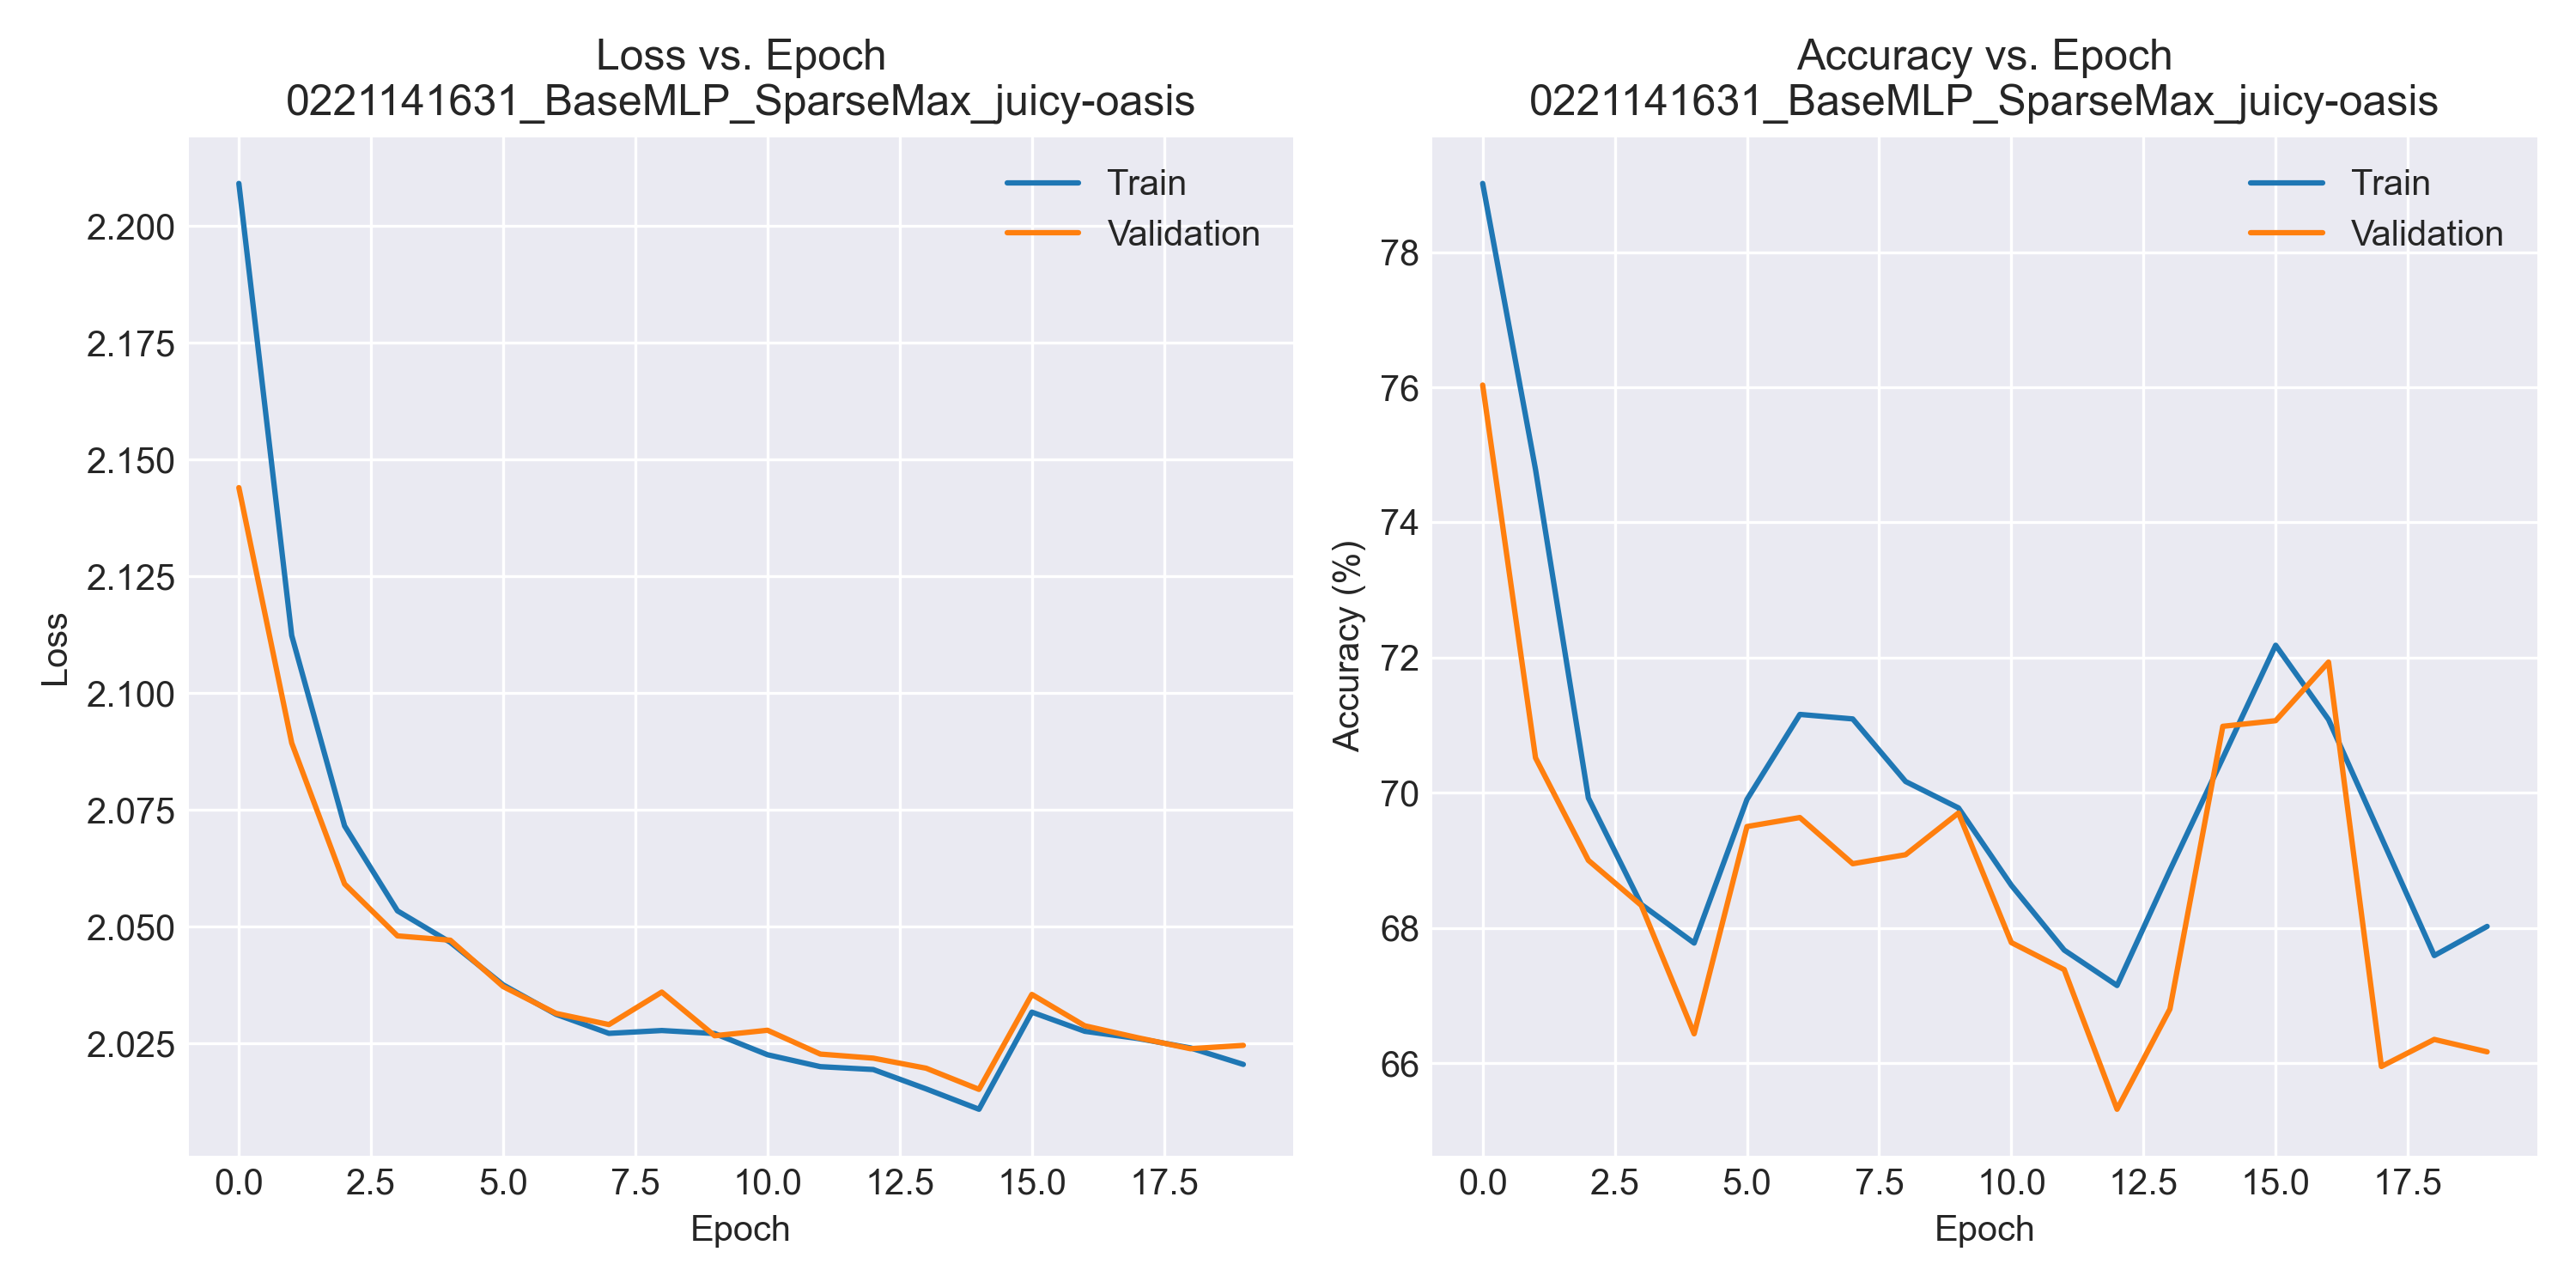 Loss vs. Epoch
0221141631_BaseMLP_SparseMax_juicy-oasis
Train
Validation
2.200
2.175
2.150
2.125
2.100
2.075
2.050
2.025
Loss
0.0 2.5 5.0 7.5 10.0 12.5 15.0 17.5
Epoch
Accuracy vs. Epoch
0221141631_BaseMLP_SparseMax_juicy-oasis
Train
Validation
78
76
74
72
70
68
66
Accuracy (%)
0.0 2.5 5.0 7.5 10.0 12.5 15.0 17.5
Epoch